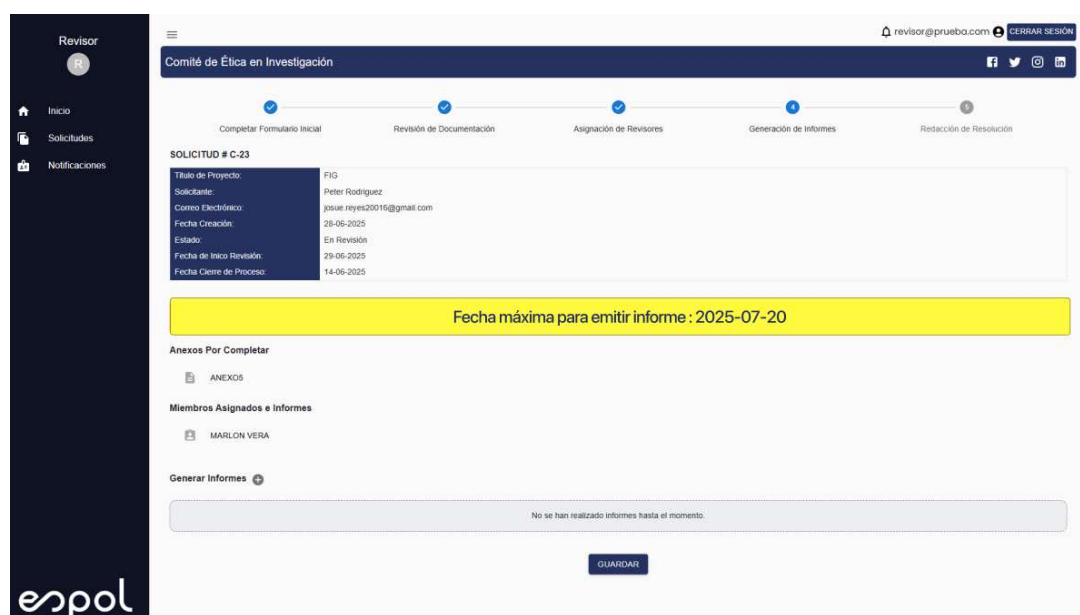 Revisor
R
Inicio
Solicitudes
Notificaciones
espol
revisor@prueba.com CERRAR SESIÓN
Comité de Ética en Investigación
Completar Formulario Inicial
Revisión de Documentación
Asignación de Revisores
4
Generación de Informes
5
Redacción de Resolución
SOLICITUD # C-23
Título de Proyecto: FIG
Solicitante: Peter Rodriguez
Correo Electrónico: josue.reyes20016@gmail.com
Fecha Creación: 28-06-2025
Estado: En Revisión
Fecha de Inico Revisión: 29-06-2025
Fecha Cierre de Proceso: 14-06-2025
Fecha máxima para emitir informe : 2025-07-20
Anexos Por Completar
ANEXO5
Miembros Asignados e Informes
MARLON VERA
Generar Informes
No se han realizado informes hasta el momento.
GUARDAR